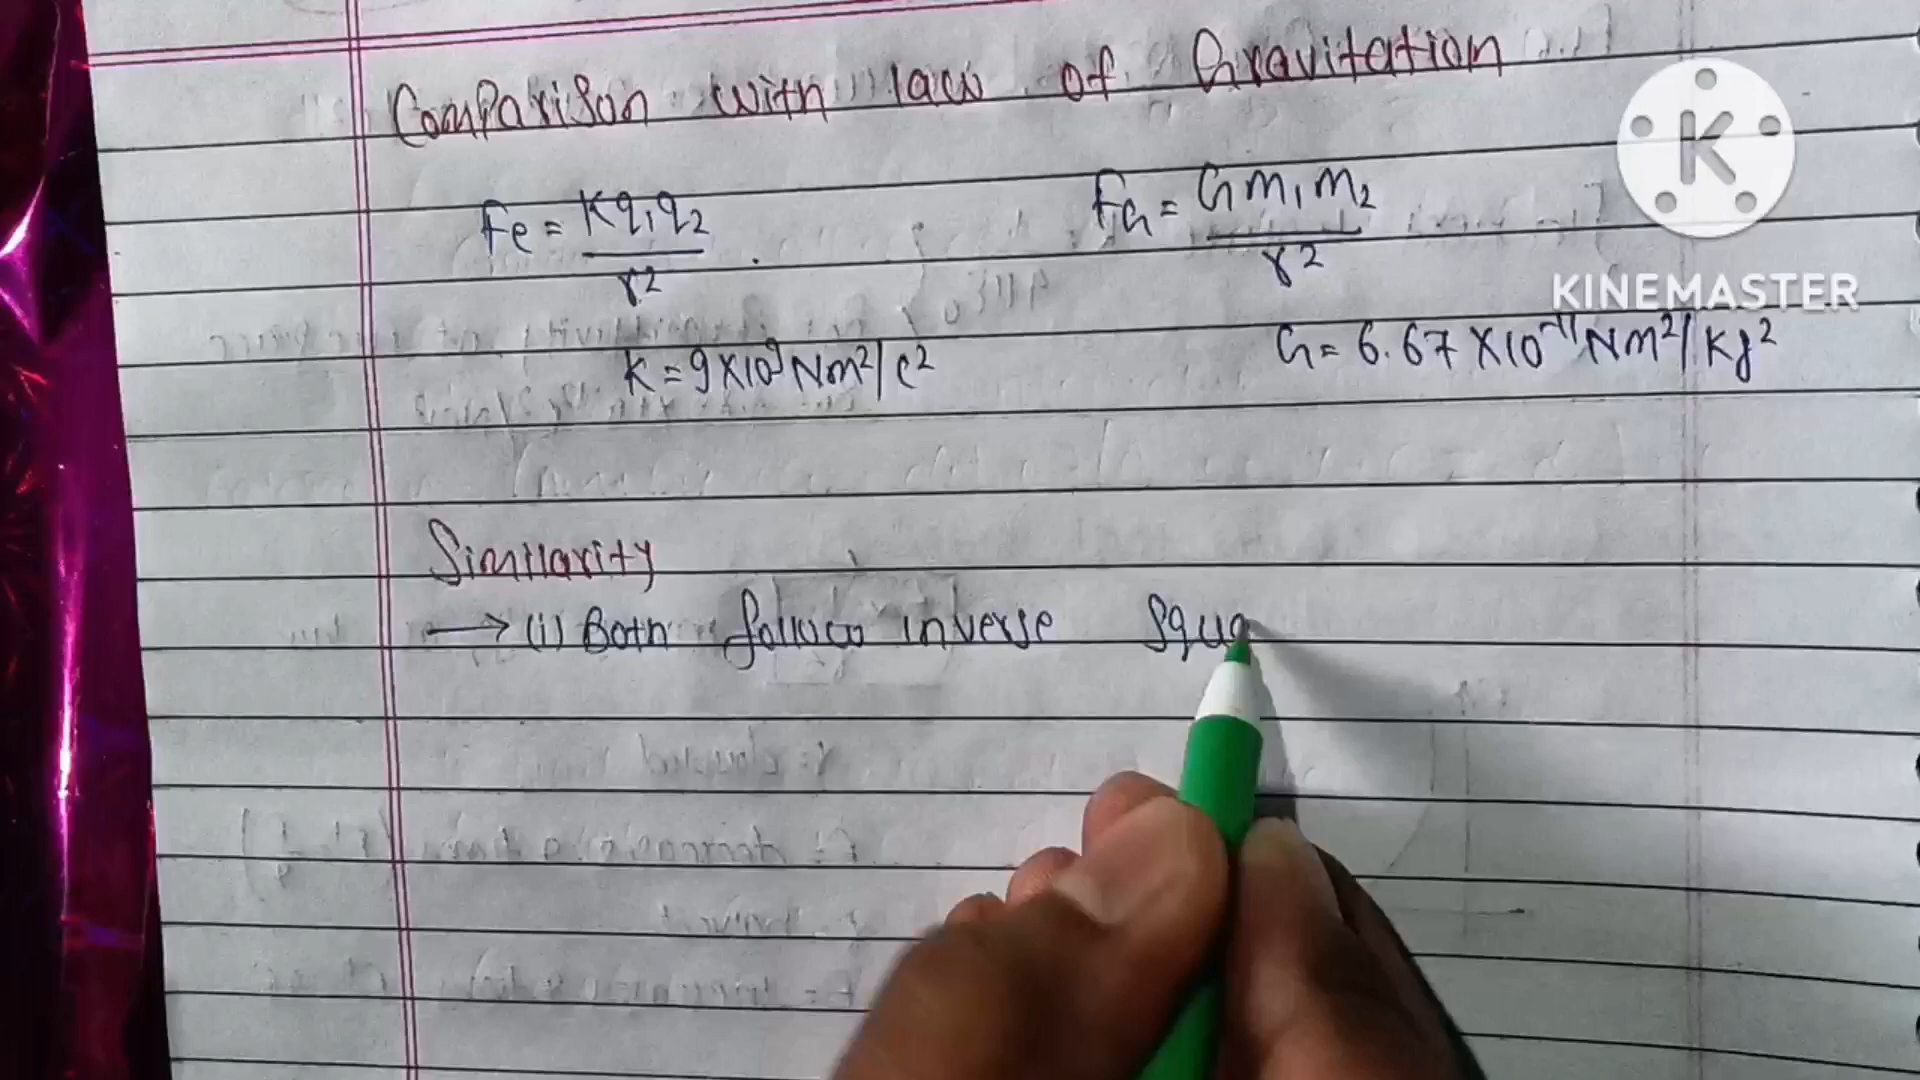 Comparison with law of Gravitation
Fe = Kq₁q₂ / r²
FG = Gm₁m₂ / r²
K = 9×10⁹ Nm²/C²
G = 6.67 ×10⁻¹¹ Nm²/Kg²
Similarity
→ (i) Both follow inverse Squa
K
KINEMASTER